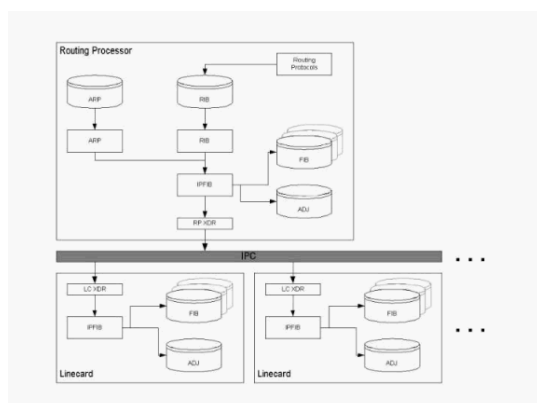 Routing Processor
Routing
Protocols
ARP
RIB
ARP
RIB
FIB
IPFIB
ADJ
RP XDR
IPC
. . .
LC XDR
LC XDR
FIB
FIB
IPFIB
IPFIB
. . .
ADJ
ADJ
Linecard
Linecard